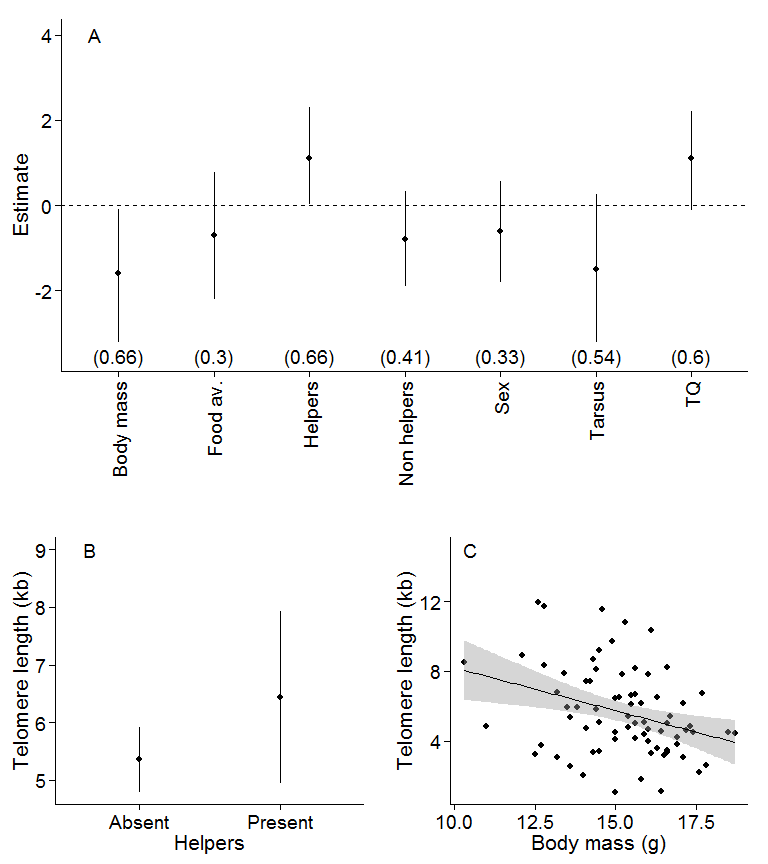 A
4
2
0
-2
Estimate
(0.66) (0.3) (0.66) (0.41) (0.33) (0.54) (0.6)
Body mass
Food av.
Helpers
Non helpers
Sex
Tarsus
TQ
B
9
8
7
6
5
Telomere length (kb)
Absent Present
Helpers
C
12
8
4
Telomere length (kb)
10.0 12.5 15.0 17.5
Body mass (g)